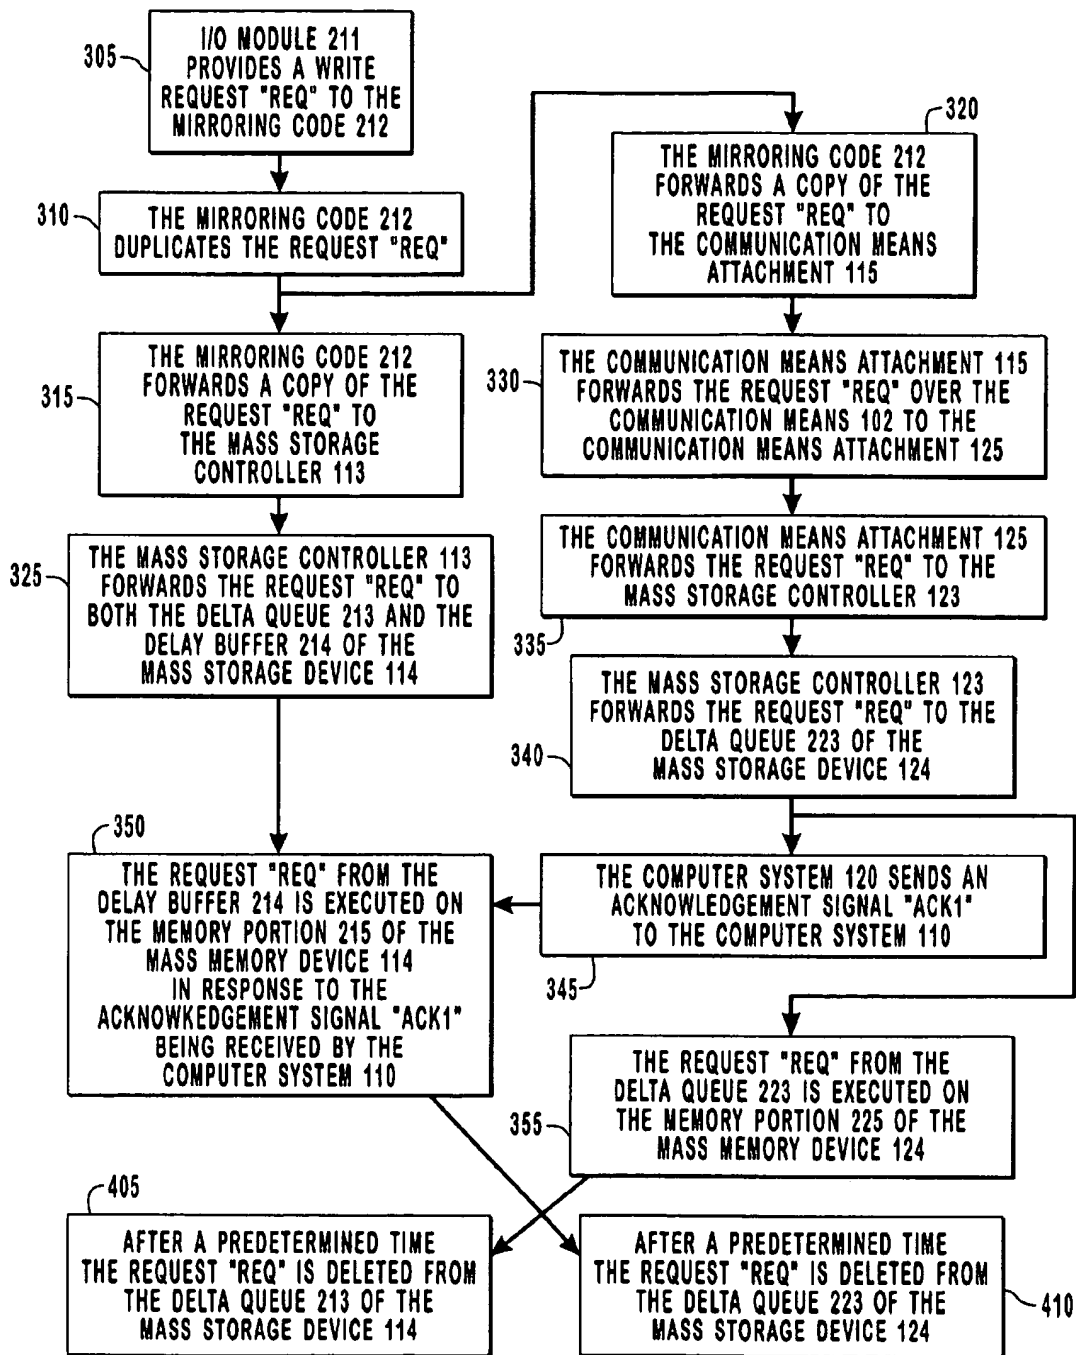 305
I/O MODULE 211
PROVIDES A WRITE
REQUEST "REQ" TO THE
MIRRORING CODE 212
310
THE MIRRORING CODE 212
DUPLICATES THE REQUEST "REQ"
315
THE MIRRORING CODE 212
FORWARDS A COPY OF THE
REQUEST "REQ" TO
THE MASS STORAGE
CONTROLLER 113
320
THE MIRRORING CODE 212
FORWARDS A COPY OF THE
REQUEST "REQ" TO
THE COMMUNICATION MEANS
ATTACHMENT 115
325
THE MASS STORAGE CONTROLLER 113
FORWARDS THE REQUEST "REQ" TO
BOTH THE DELTA QUEUE 213 AND THE
DELAY BUFFER 214 OF THE
MASS STORAGE DEVICE 114
330
THE COMMUNICATION MEANS ATTACHMENT 115
FORWARDS THE REQUEST "REQ" OVER THE
COMMUNICATION MEANS 102 TO THE
COMMUNICATION MEANS ATTACHMENT 125
THE COMMUNICATION MEANS ATTACHMENT 125
FORWARDS THE REQUEST "REQ" TO THE
MASS STORAGE CONTROLLER 123
335
THE MASS STORAGE CONTROLLER 123
FORWARDS THE REQUEST "REQ" TO THE
DELTA QUEUE 223 OF THE
MASS STORAGE DEVICE 124
340
THE COMPUTER SYSTEM 120 SENDS AN
ACKNOWLEDGEMENT SIGNAL "ACK1"
TO THE COMPUTER SYSTEM 110
345
350
THE REQUEST "REQ" FROM THE
DELAY BUFFER 214 IS EXECUTED ON
THE MEMORY PORTION 215 OF THE
MASS MEMORY DEVICE 114
IN RESPONSE TO THE
ACKNOWKEDGEMENT SIGNAL "ACK1"
BEING RECEIVED BY THE
COMPUTER SYSTEM 110
355
THE REQUEST "REQ" FROM THE
DELTA QUEUE 223 IS EXECUTED ON
THE MEMORY PORTION 225 OF THE
MASS MEMORY DEVICE 124
405
AFTER A PREDETERMINED TIME
THE REQUEST "REQ" IS DELETED FROM
THE DELTA QUEUE 213 OF THE
MASS STORAGE DEVICE 114
AFTER A PREDETERMINED TIME
THE REQUEST "REQ" IS DELETED FROM
THE DELTA QUEUE 223 OF THE
MASS STORAGE DEVICE 124
410